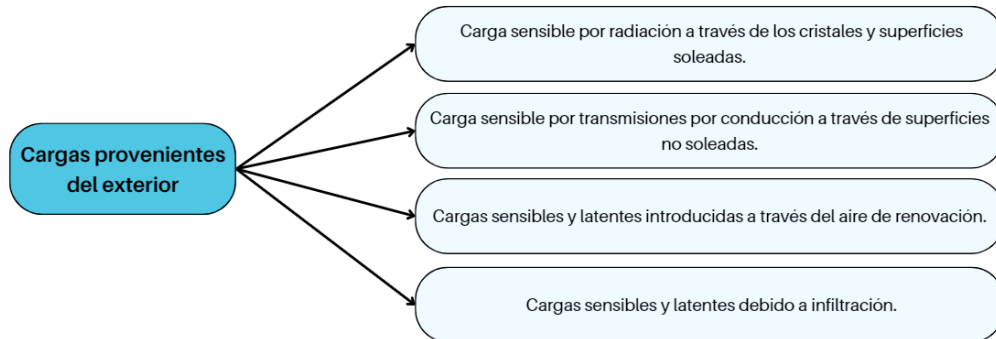 Cargas provenientes
del exterior
Carga sensible por radiación a través de los cristales y superficies
soleadas.
Carga sensible por transmisiones por conducción a través de superficies
no soleadas.
Cargas sensibles y latentes introducidas a través del aire de renovación.
Cargas sensibles y latentes debido a infiltración.